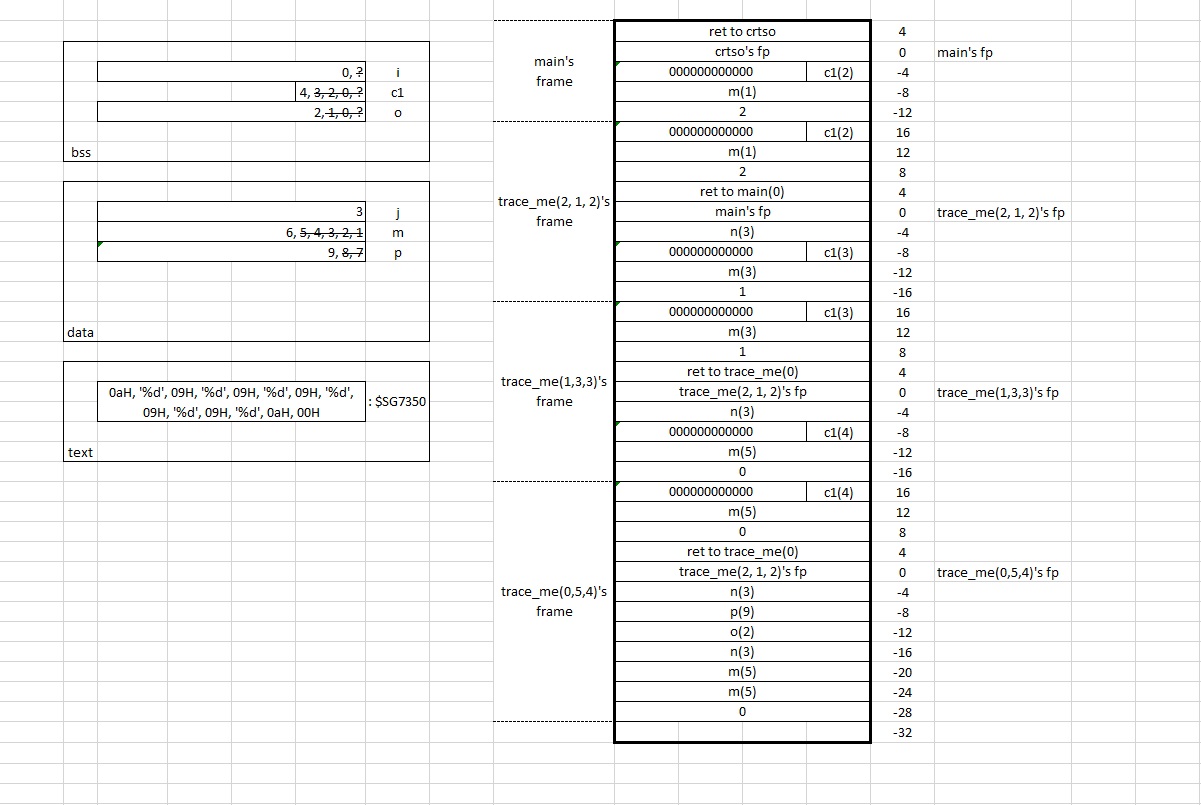 0, ?
i
4, 3, 2, 0, ?
c1
2, 1, 0, ?
o
bss
3
j
6, 5, 4, 3, 2, 1
m
9, 8, 7
p
data
0aH, '%d', 09H, '%d', 09H, '%d', 09H, '%d',
09H, '%d', 09H, '%d', 0aH, 00H
: $SG7350
text
main's
frame
ret to crtso
4
crtso's fp
0
main's fp
000000000000
c1(2)
-4
m(1)
-8
2
-12
trace_me(2, 1, 2)'s
frame
000000000000
c1(2)
16
m(1)
12
2
8
ret to main(0)
4
main's fp
0
trace_me(2, 1, 2)'s fp
n(3)
-4
000000000000
c1(3)
-8
m(3)
-12
1
-16
trace_me(1,3,3)'s
frame
000000000000
c1(3)
16
m(3)
12
1
8
ret to trace_me(0)
4
trace_me(2, 1, 2)'s fp
0
trace_me(1,3,3)'s fp
n(3)
-4
000000000000
c1(4)
-8
m(5)
-12
0
-16
trace_me(0,5,4)'s
frame
000000000000
c1(4)
16
m(5)
12
0
8
ret to trace_me(0)
4
trace_me(2, 1, 2)'s fp
0
trace_me(0,5,4)'s fp
n(3)
-4
p(9)
-8
o(2)
-12
n(3)
-16
m(5)
-20
m(5)
-24
0
-28
-32